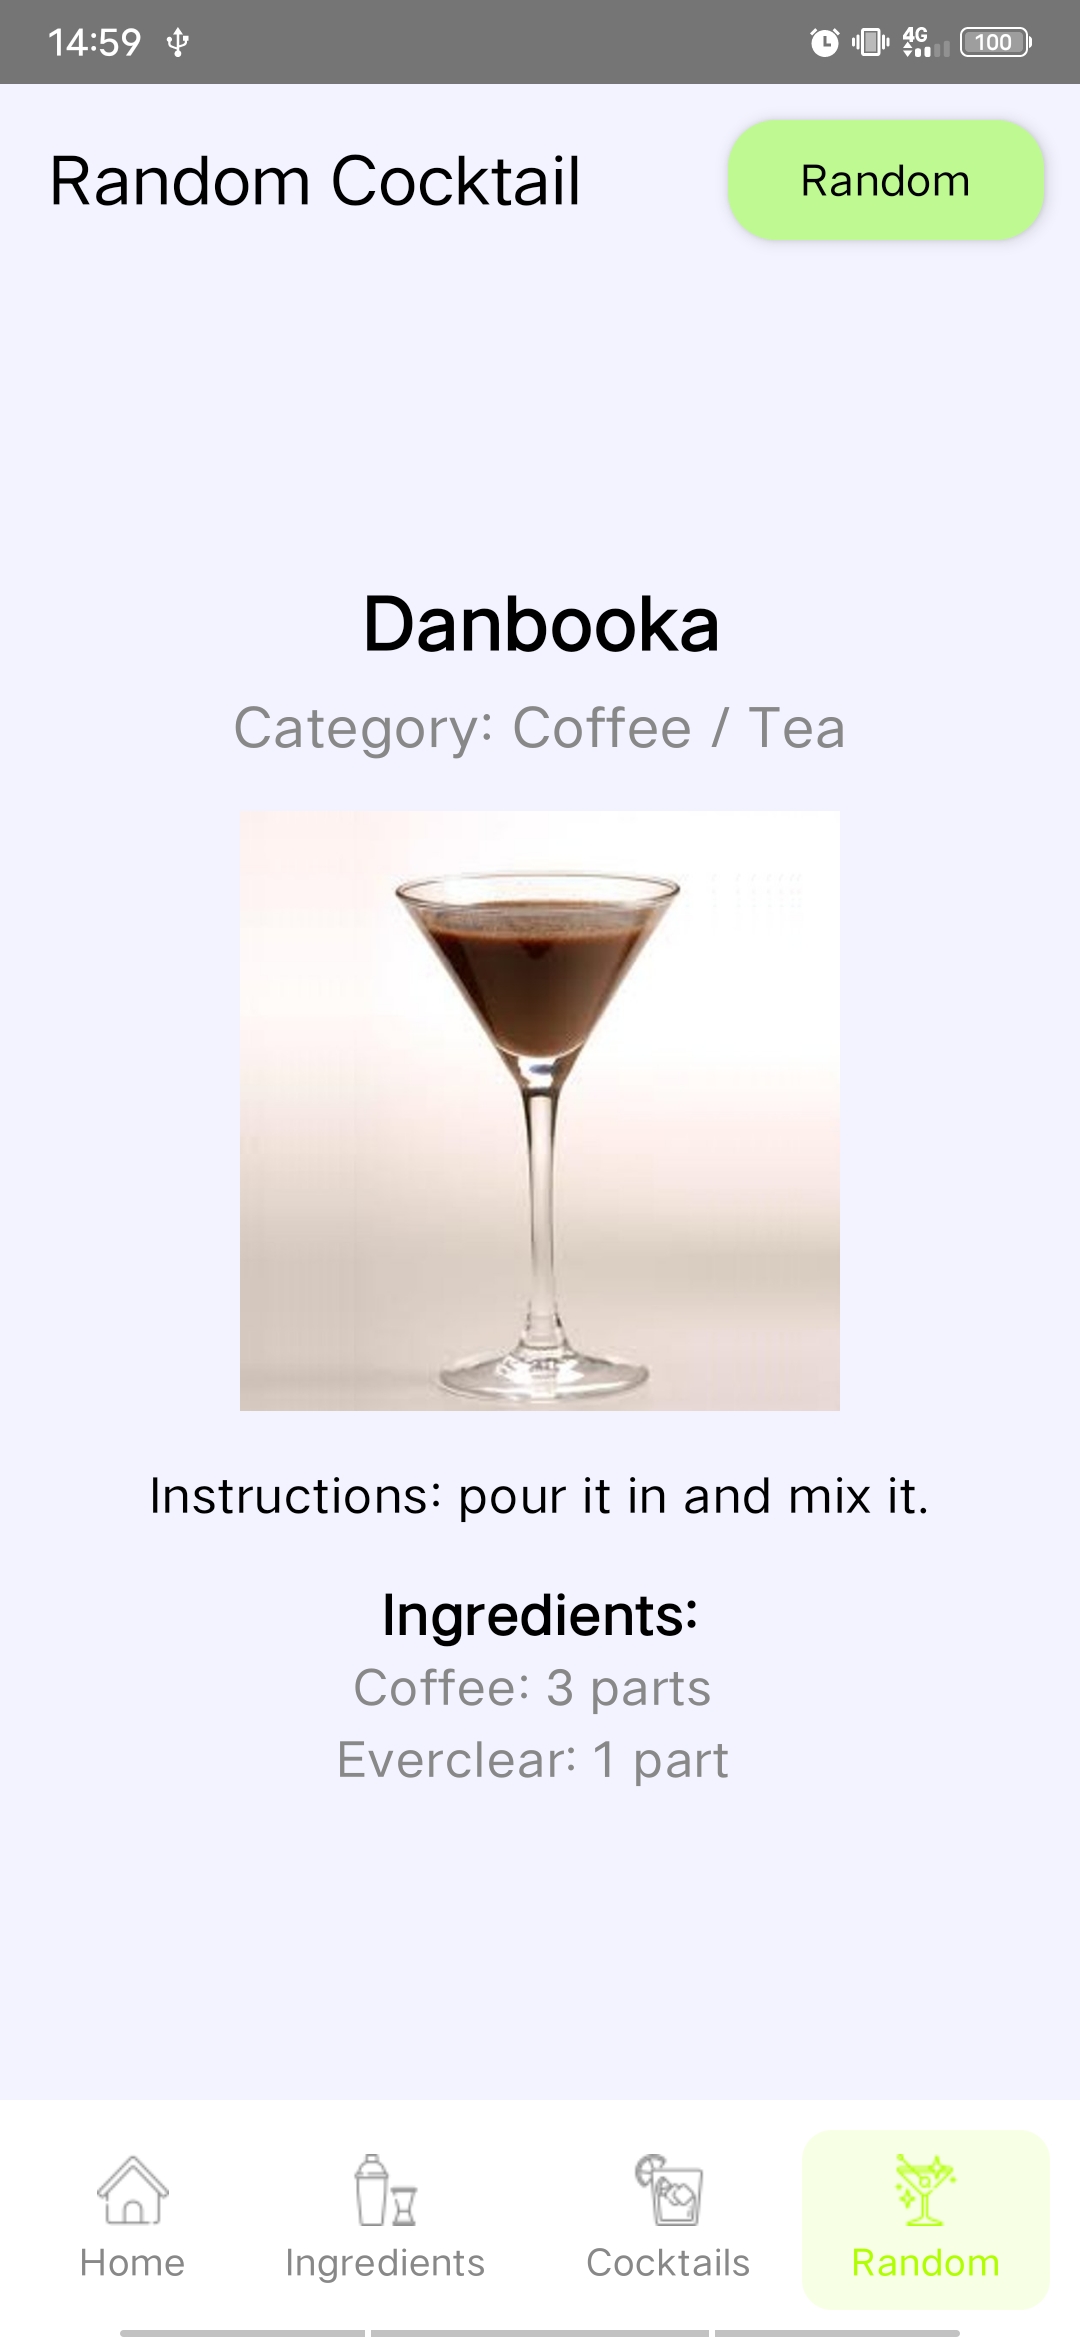 14:59
4G
100
Random Cocktail
Random
Danbooka
Category: Coffee / Tea
Instructions: pour it in and mix it.
Ingredients:
Coffee: 3 parts
Everclear: 1 part
Home
Ingredients
Cocktails
Random